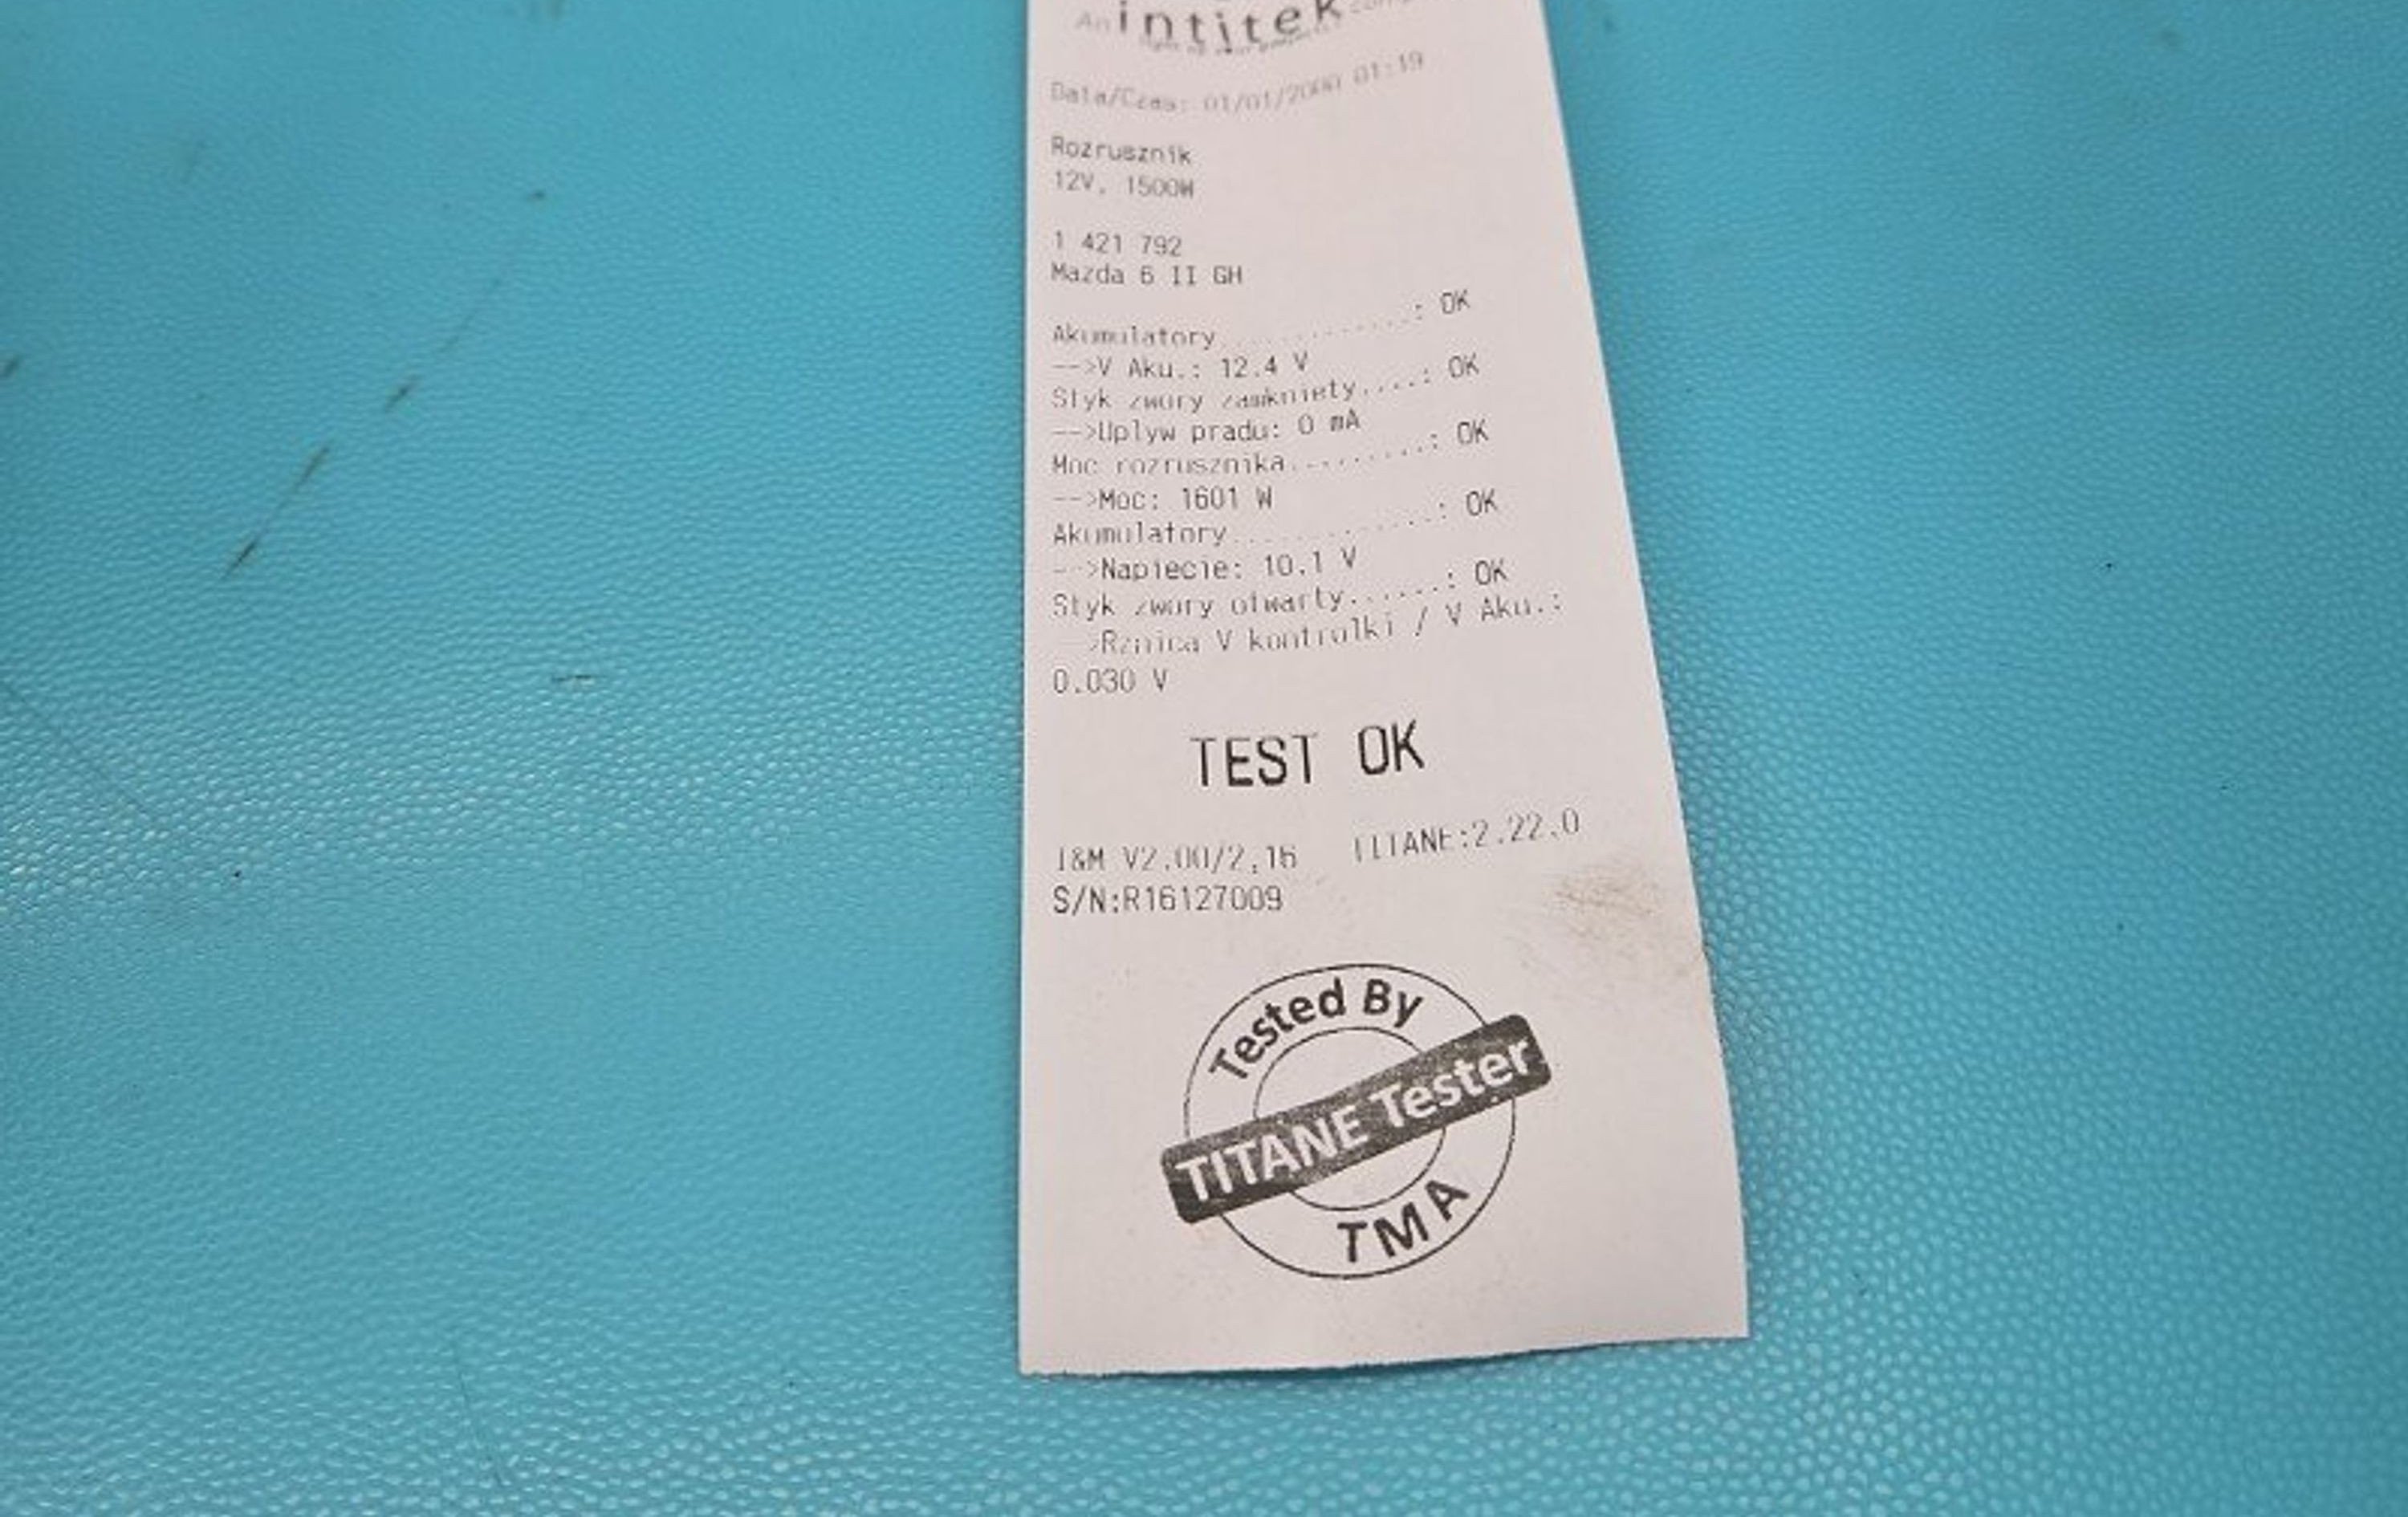 An intitek
Data/Czas: 01/01/2000 01:19
Rozrusznik
12V, 1500W
1 421 792
Mazda 6 II GH
Akumulatory..............: OK
-->V Aku.: 12.4 V
Styk zwory zamkniety....: OK
-->Uplyw pradu: 0 mA
Moc rozrusznika.........: OK
-->Moc: 1601 W
Akumulatory..............: OK
-->Napiecie: 10.1 V
Styk zwory otwarty......: OK
-->Rznica V kontrolki / V Aku.:
0.030 V
TEST OK
I&M V2.00/2.16 TITANE:2.22.0
S/N:R16127009
Tested By
TITANE Tester
TMA